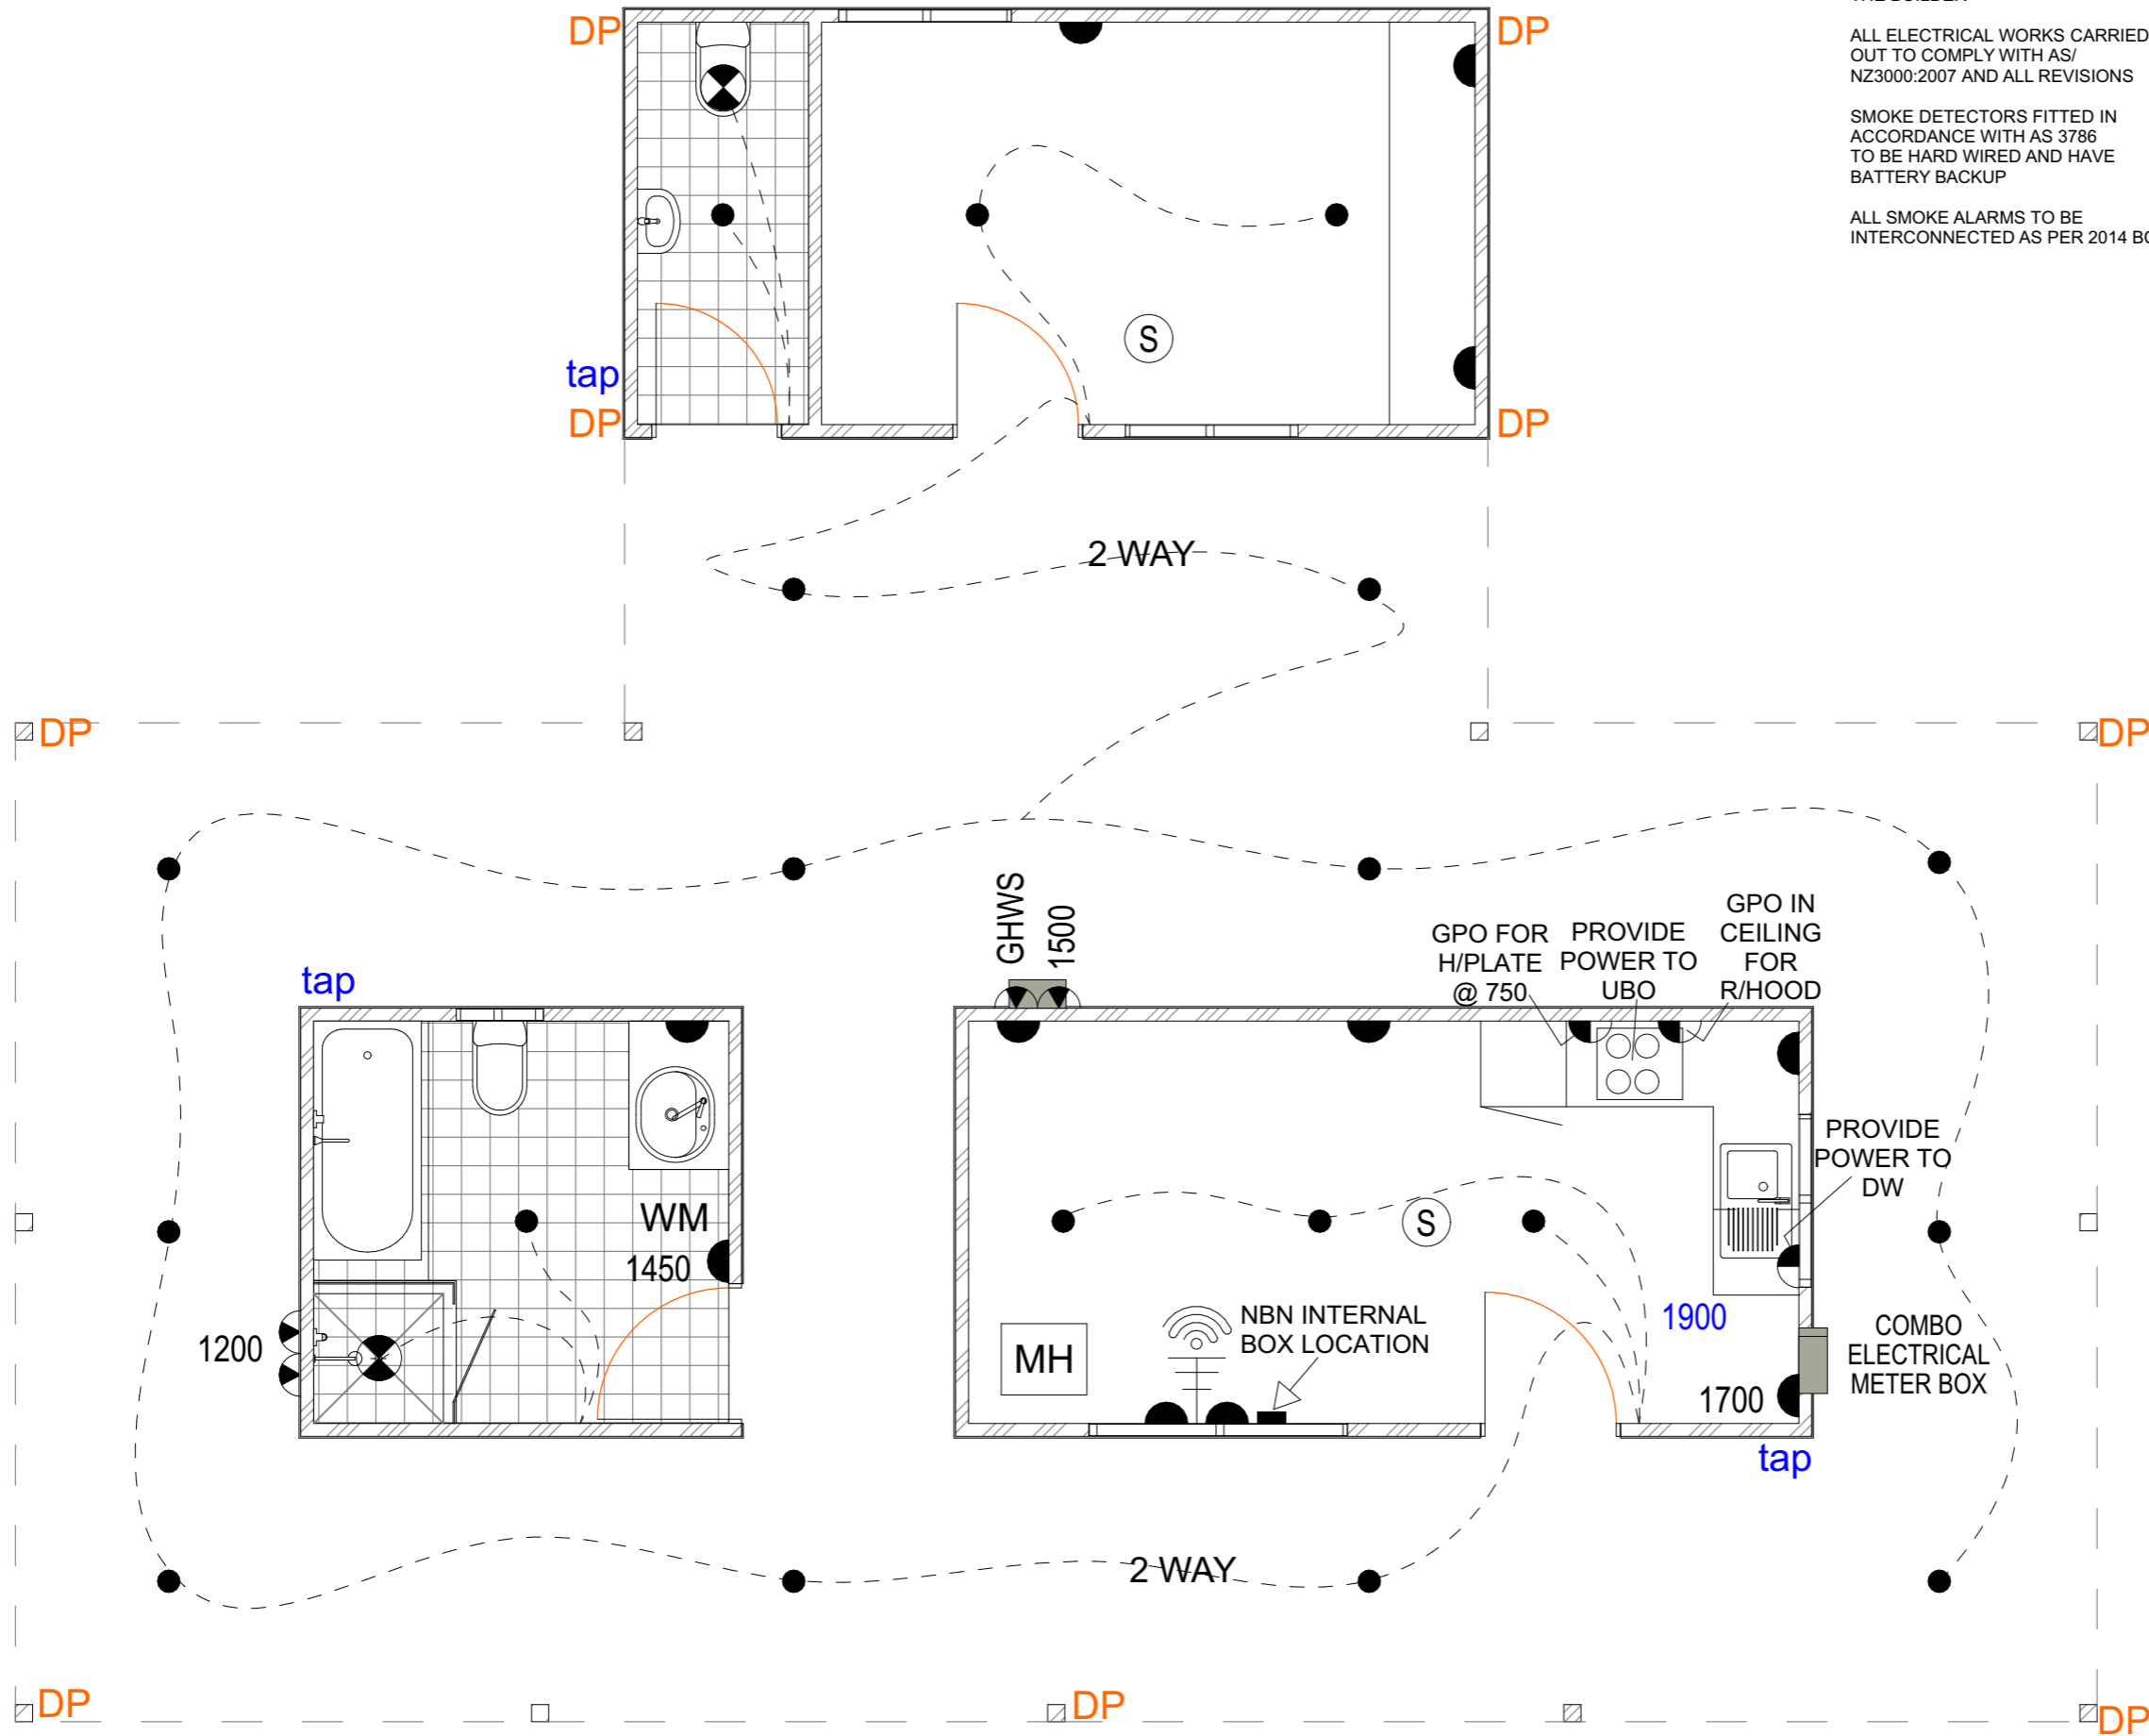 ALL ELECTRICAL WORKS CARRIED
OUT TO COMPLY WITH AS/
NZ3000:2007 AND ALL REVISIONS
SMOKE DETECTORS FITTED IN
ACCORDANCE WITH AS 3786
TO BE HARD WIRED AND HAVE
BATTERY BACKUP
ALL SMOKE ALARMS TO BE
INTERCONNECTED AS PER 2014
DP
DP
S
tap
DP
DP
2 WAY
DP
DP
GHWS
1500
GPO FOR
H/PLATE
@ 750
PROVIDE
POWER TO
UBO
GPO IN
CEILING
FOR
R/HOOD
tap
PROVIDE
POWER TO
DW
WM
1450
S
1200
MH
NBN INTERNAL
BOX LOCATION
1900
1700
COMBO
ELECTRICAL
METER BOX
tap
2 WAY
DP
DP
DP